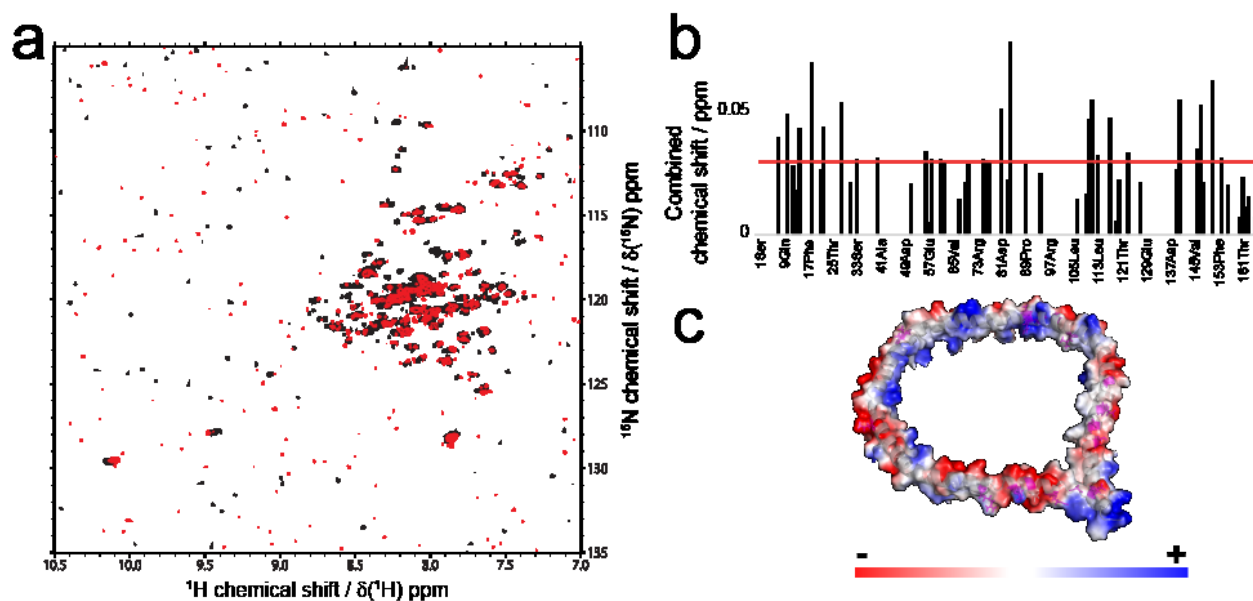 a
110
115
120
125
130
135
¹⁵N chemical shift / δ(¹⁵N) ppm
10.5 10.0 9.5 9.0 8.5 8.0 7.5 7.0
¹H chemical shift / δ(¹H) ppm
b
Combined
chemical shift / ppm
0.05
0
1Ser 9Gln 17Phe 25Thr 33Ser 41Ala 49Asp 57Glu 65Val 73Arg 81Asp 89Pro 97Arg 105Leu 113Leu 121Thr 129Glu 137Asp 145Val 153Phe 161Thr
C
- +